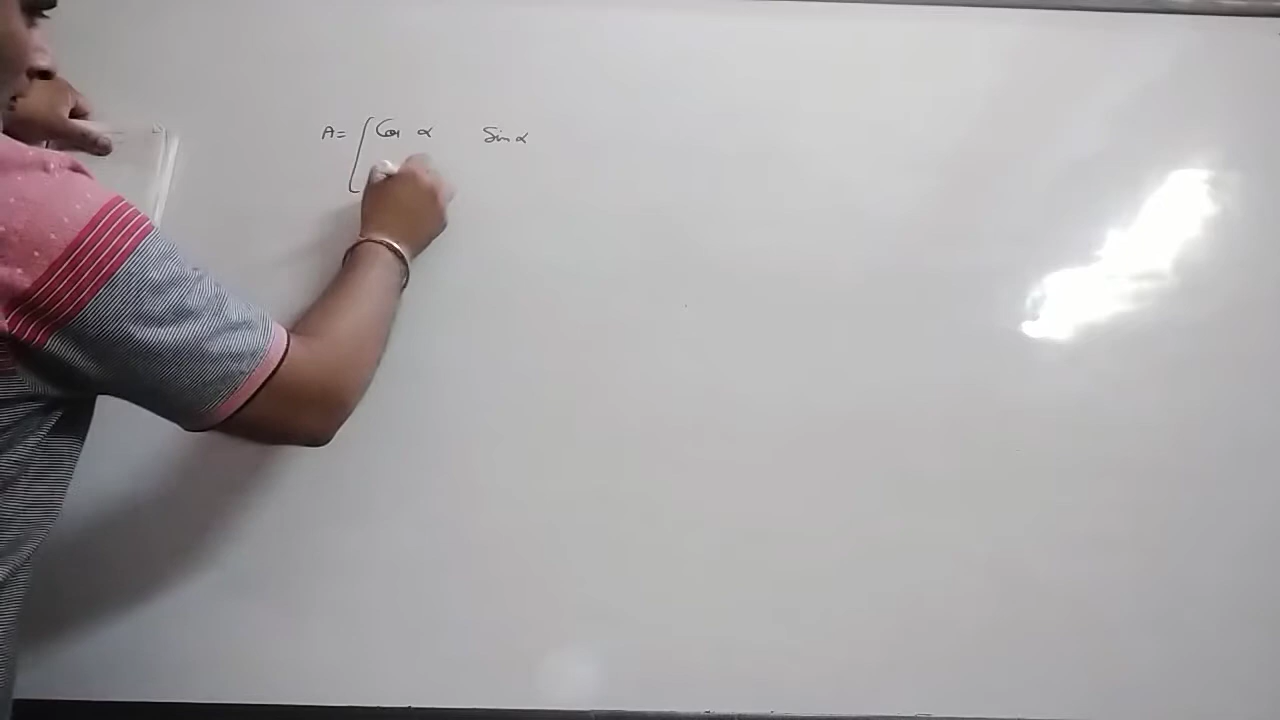 A = [ Cos α Sin α